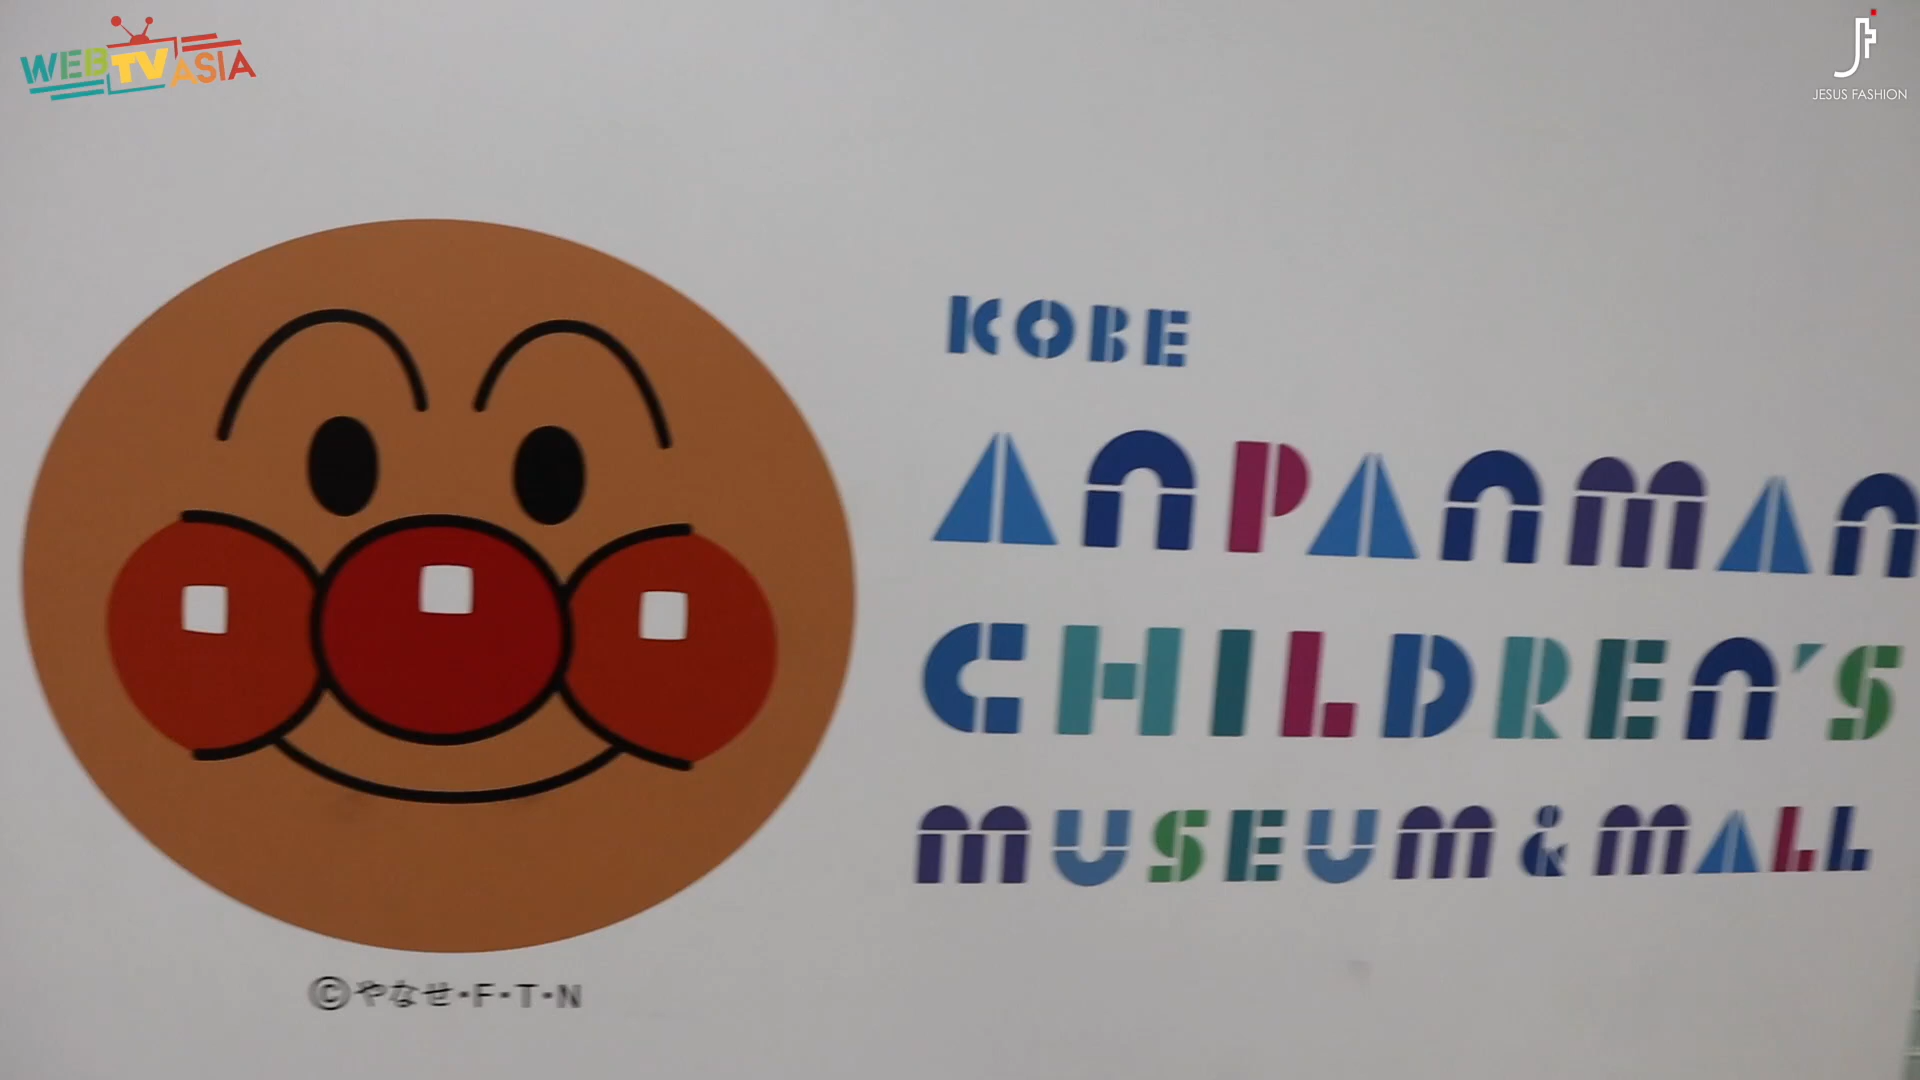 WEBTVASIA
JESUS FASHION
KOBE
ANPANMAN
CHILDREN'S
MUSEUM & MALL
©やなせ・F・T・N